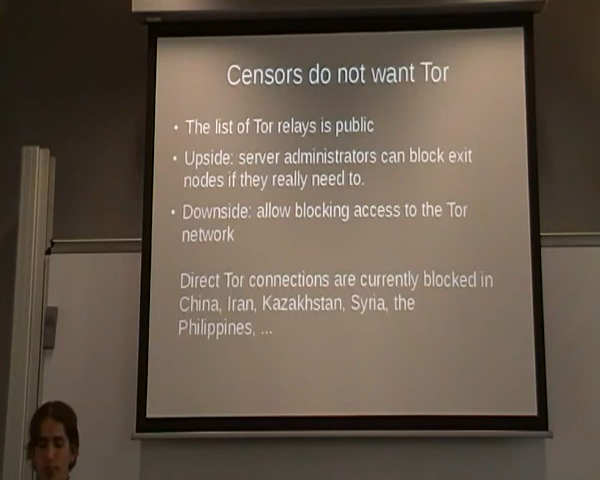 Censors do not want Tor
• The list of Tor relays is public
• Upside: server administrators can block exit
nodes if they really need to.
• Downside: allow blocking access to the Tor
network
Direct Tor connections are currently blocked in
China, Iran, Kazakhstan, Syria, the
Philippines, ...